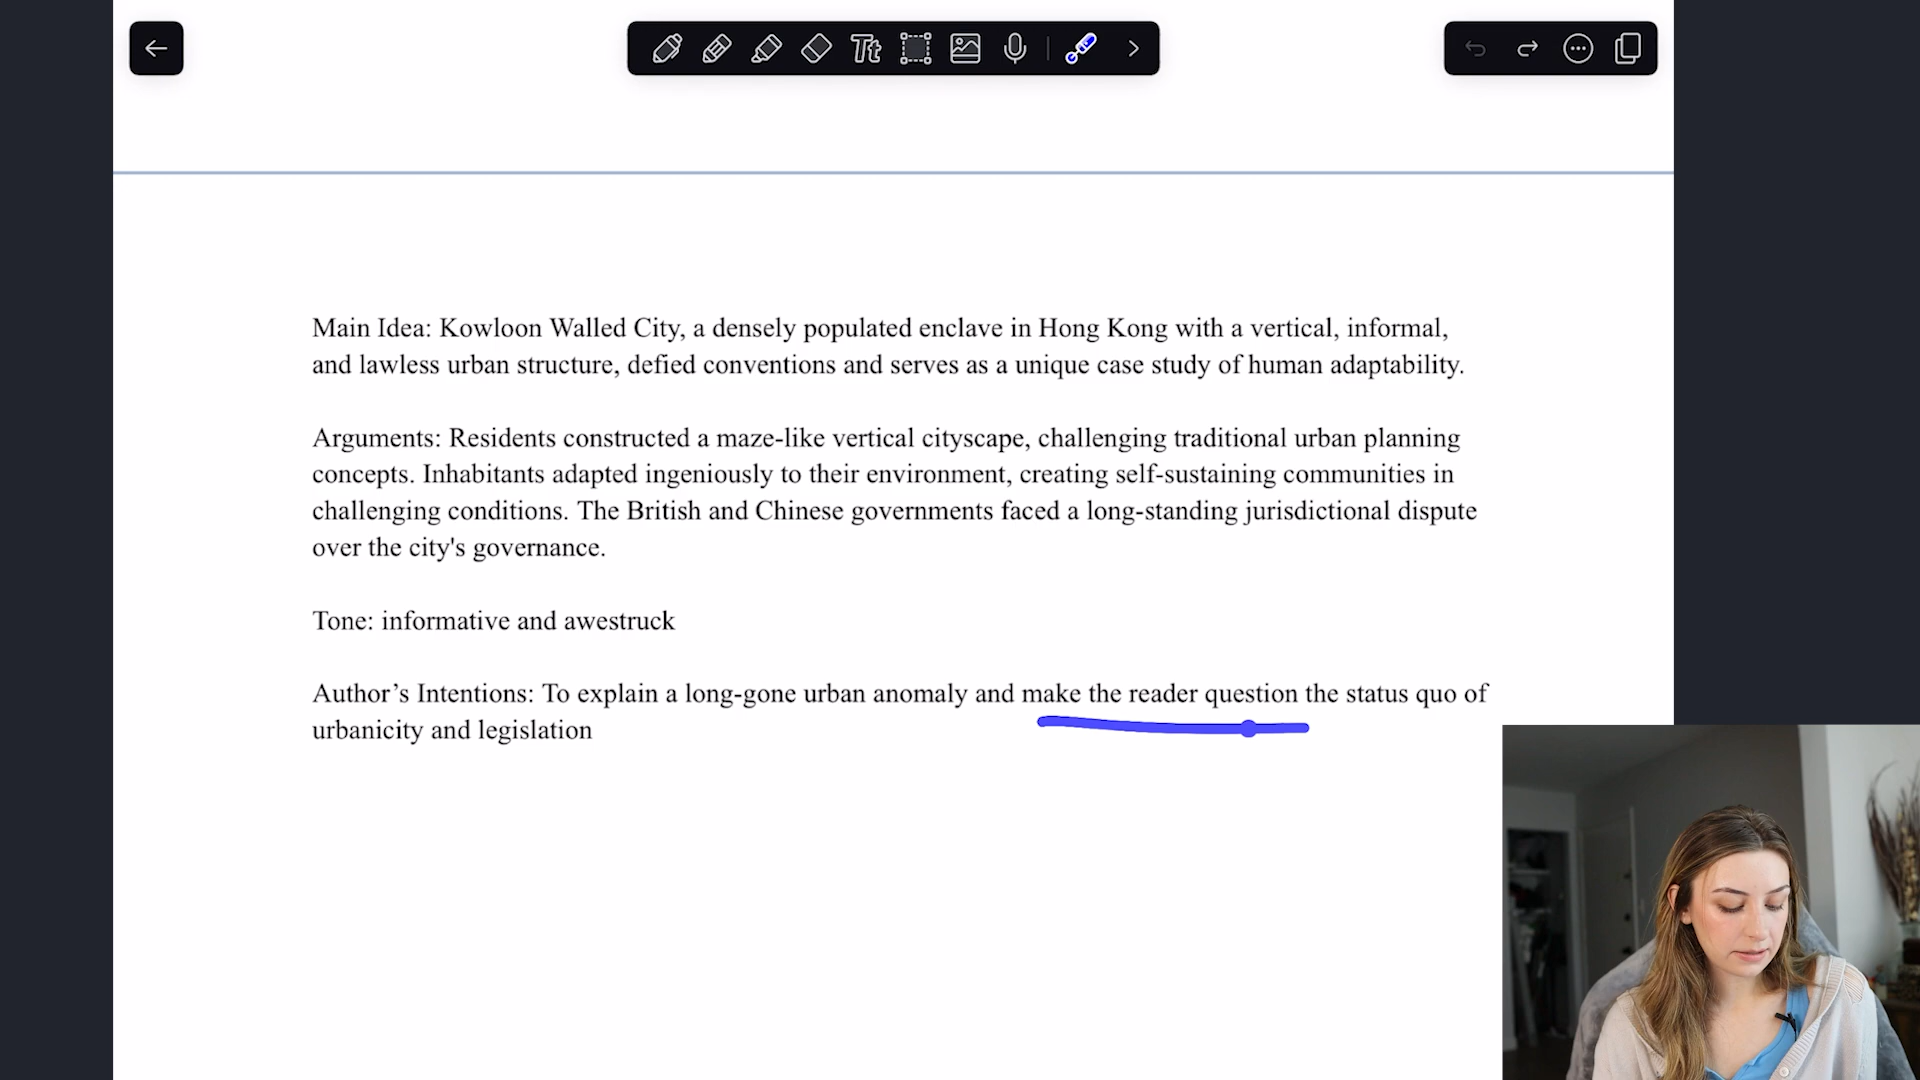 Tt
Main Idea: Kowloon Walled City, a densely populated enclave in Hong Kong with a vertical, informal,
and lawless urban structure, defied conventions and serves as a unique case study of human adaptability.
Arguments: Residents constructed a maze-like vertical cityscape, challenging traditional urban planning
concepts. Inhabitants adapted ingeniously to their environment, creating self-sustaining communities in
challenging conditions. The British and Chinese governments faced a long-standing jurisdictional dispute
over the city's governance.
Tone: informative and awestruck
Author’s Intentions: To explain a long-gone urban anomaly and make the reader question the status quo of
urbanicity and legislation